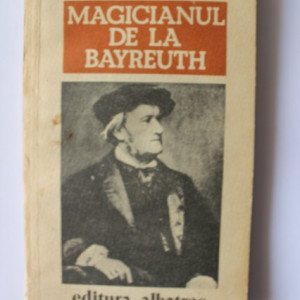 MAGICIANUL
DE LA
BAYREUTH
editura albatros